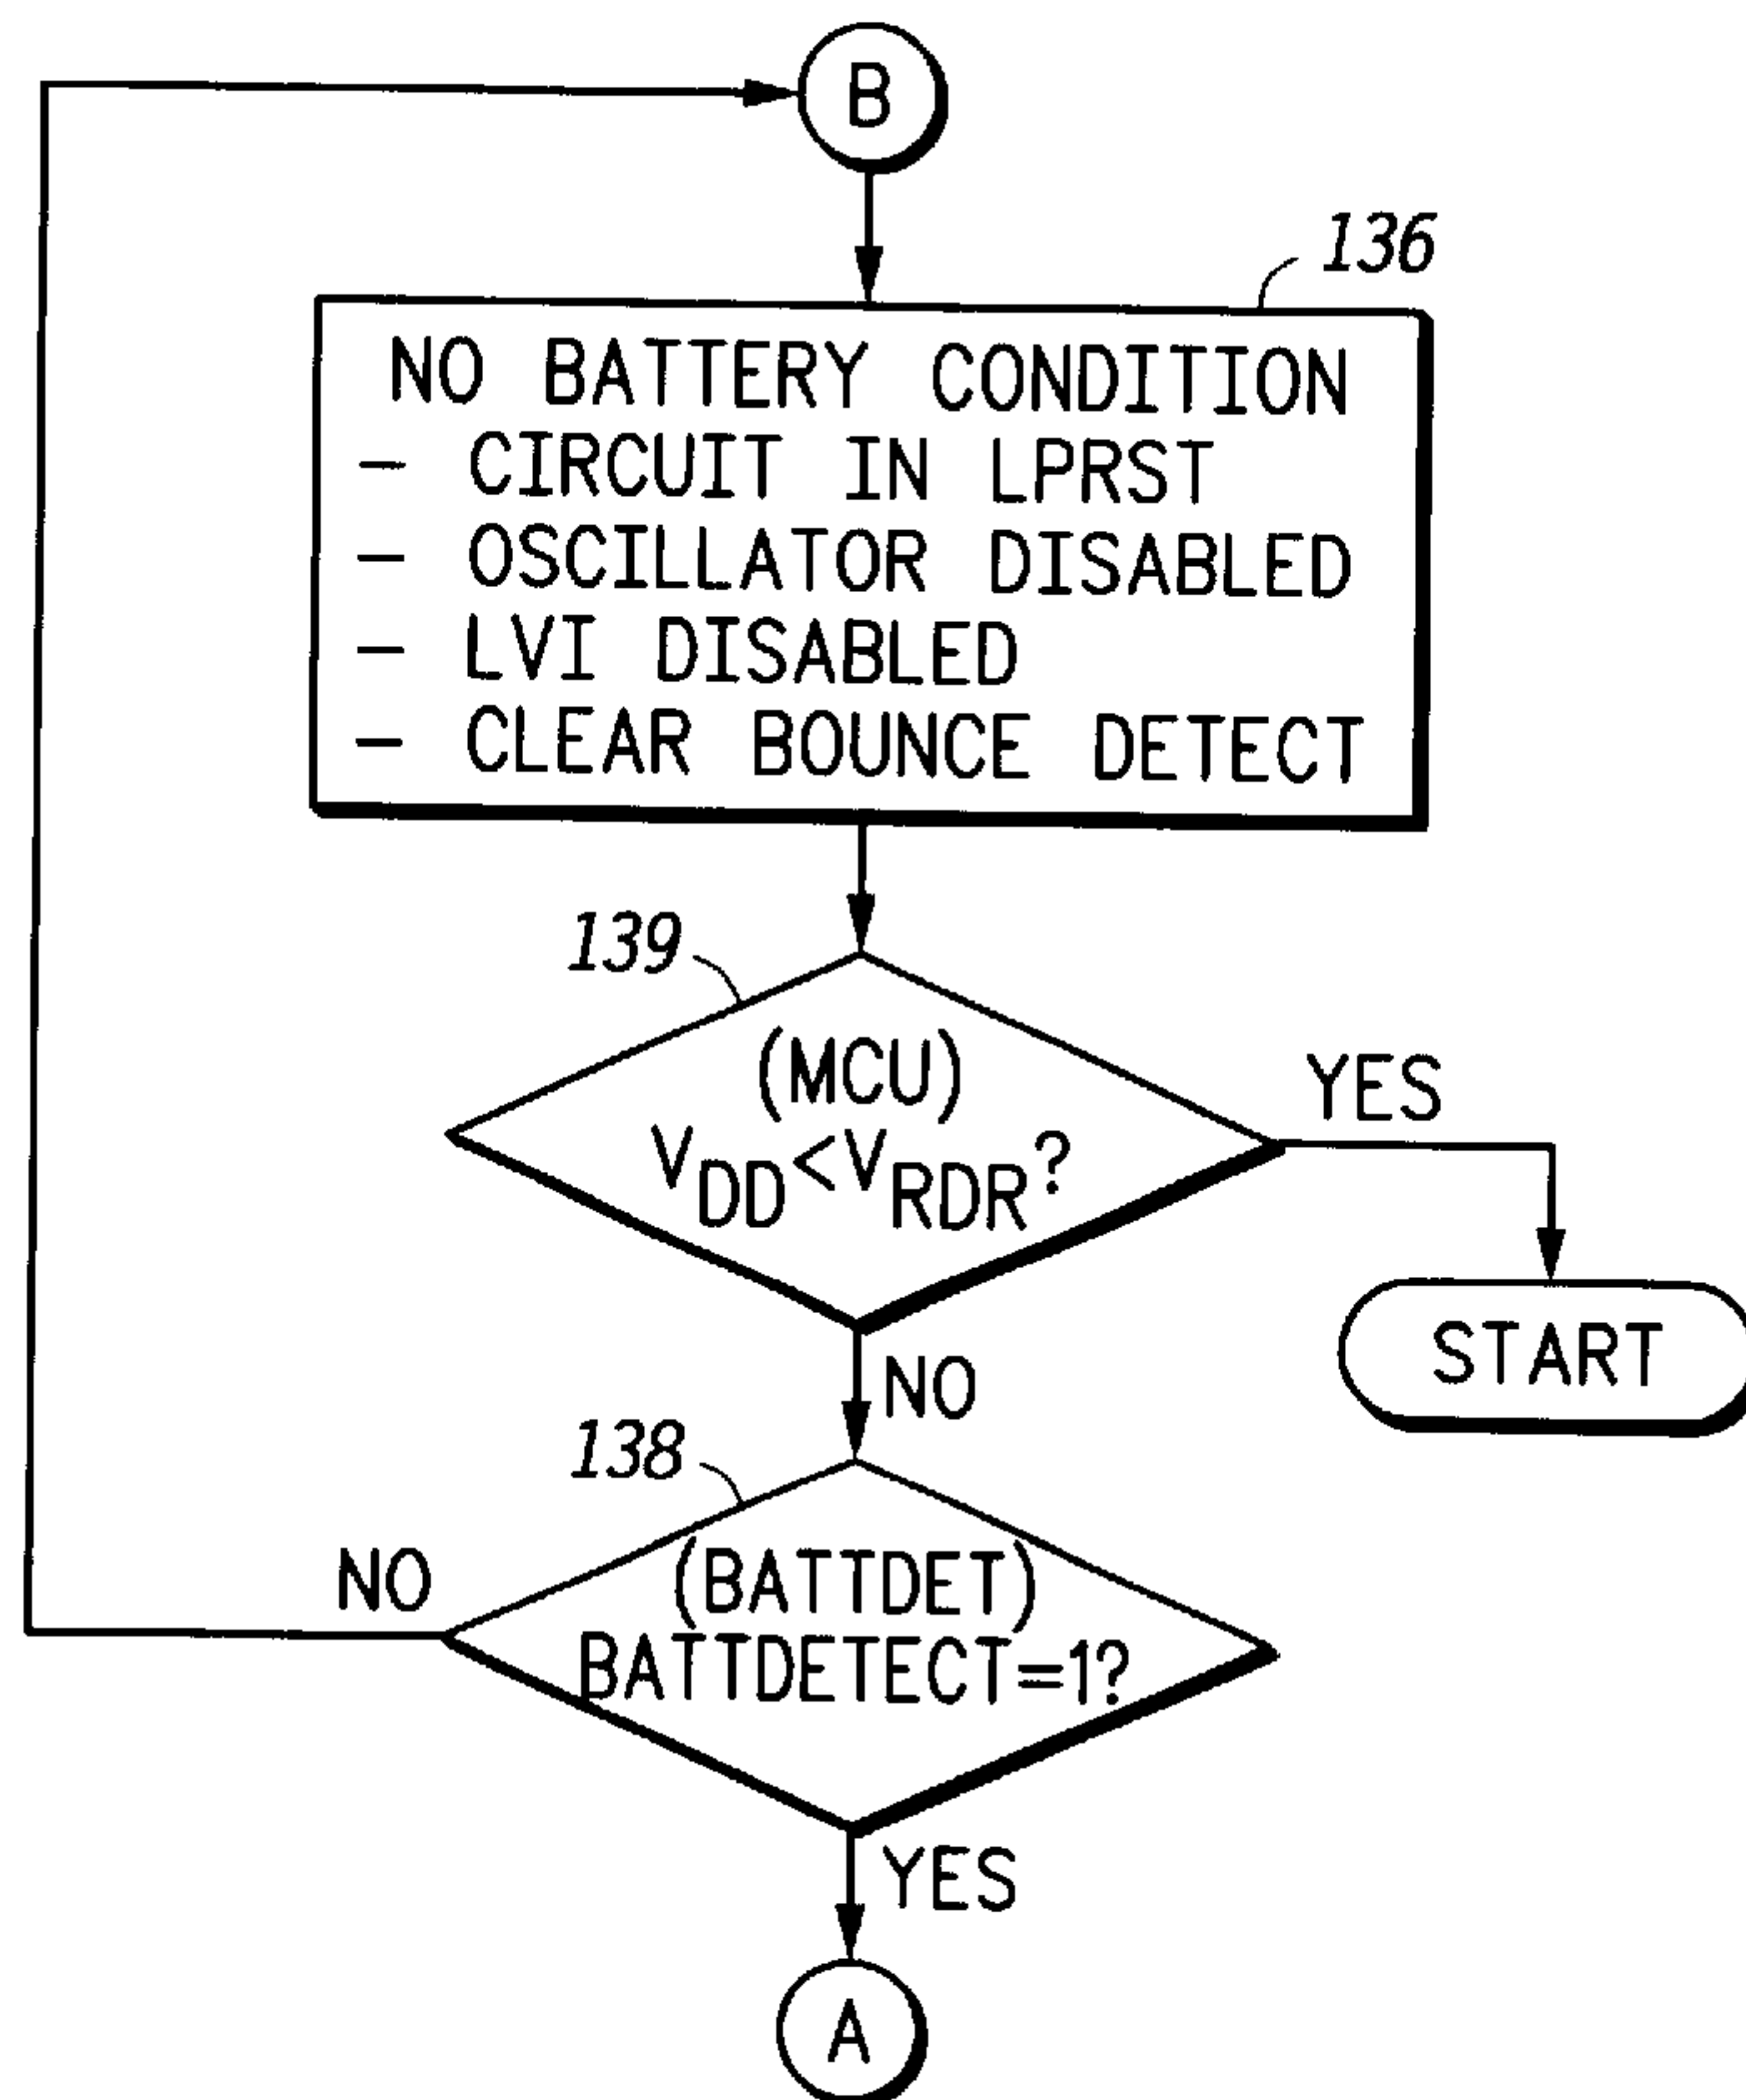 B
136
NO BATTERY CONDITION
- CIRCUIT IN LPRST
- OSCILLATOR DISABLED
- LVI DISABLED
- CLEAR BOUNCE DETECT
139
(MCU)
VDD<VRDR?
YES
START
NO
138
(BATTDET)
BATTDETECT=1?
NO
YES
A